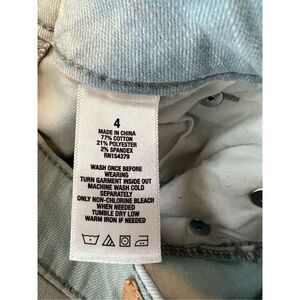 4
MADE IN CHINA
77% COTTON
21% POLYESTER
2% SPANDEX
RN154379
WASH ONCE BEFORE
WEARING
TURN GARMENT INSIDE OUT
MACHINE WASH COLD
SEPARATELY
ONLY NON-CHLORINE BLEACH
WHEN NEEDED
TUMBLE DRY LOW
WARM IRON IF NEEDED